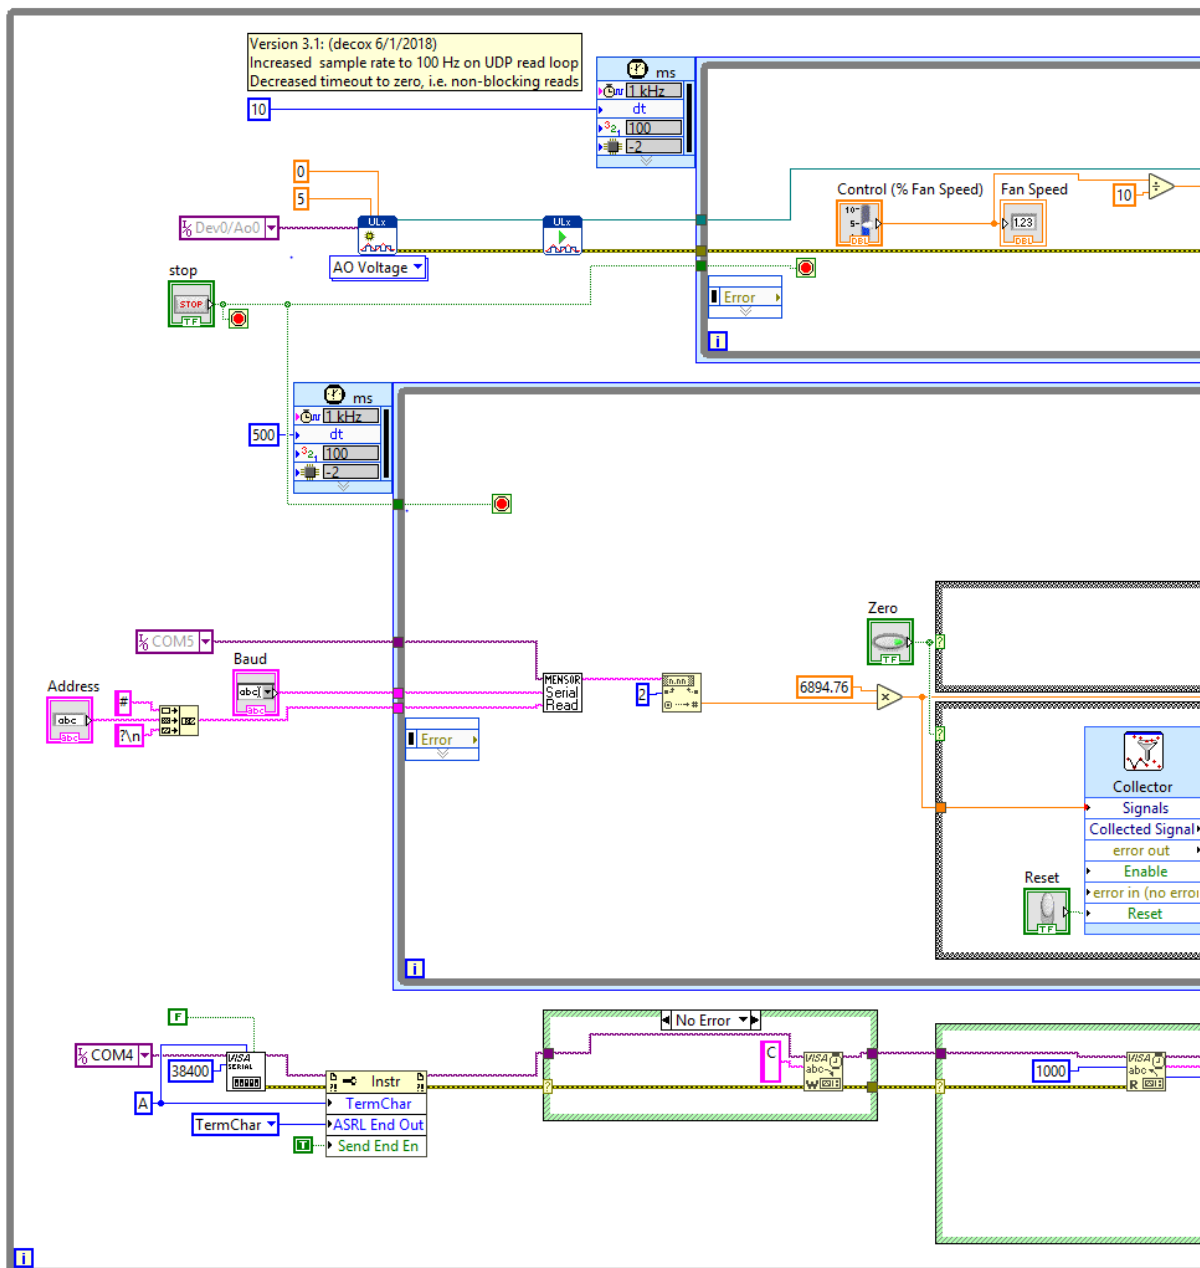 Version 3.1: (decox 6/1/2018)
Increased  sample rate to 100 Hz on UDP read loop
Decreased timeout to zero, i.e. non-blocking reads
10
ms
1 kHz
dt
100
-2
0
5
Dev0/Ao0
ULx
ULx
AO Voltage
Control (% Fan Speed)
Fan Speed
10
5
DBL
1.23
DBL
10
÷
stop
STOP
TF
Error
i
ms
1 kHz
dt
100
-2
500
Zero
TF
COM5
Baud
abc
abc
Address
abc
abc
#
?\n
MENSOR
Serial
Read
2
n.nn
6894.76
×
Error
Collector
Signals
Collected Signal
error out
Enable
error in (no error
Reset
Reset
TF
i
F
COM4
38400
VISA
SERIAL
A
TermChar
Instr
TermChar
ASRL End Out
Send End En
T
No Error
C
VISA
abc
W
1000
VISA
abc
R
i